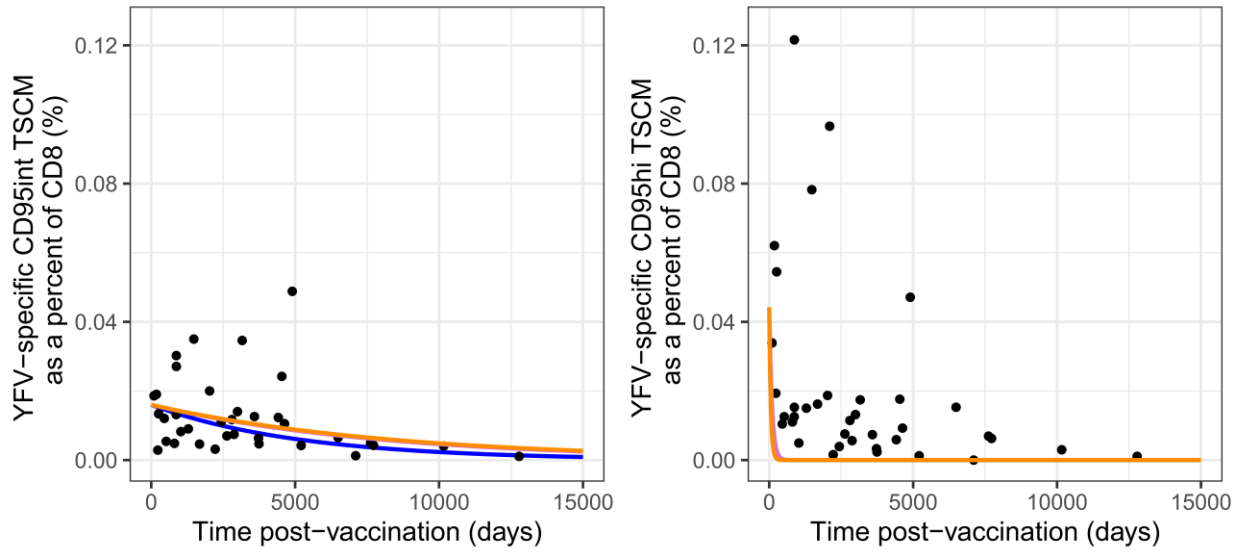 YFV−specific CD95int TSCM
as a percent of CD8 (%)
0.12
0.08
0.04
0.00
0
5000
10000
15000
Time post−vaccination (days)
YFV−specific CD95hi TSCM
as a percent of CD8 (%)
0.12
0.08
0.04
0.00
0
5000
10000
15000
Time post−vaccination (days)